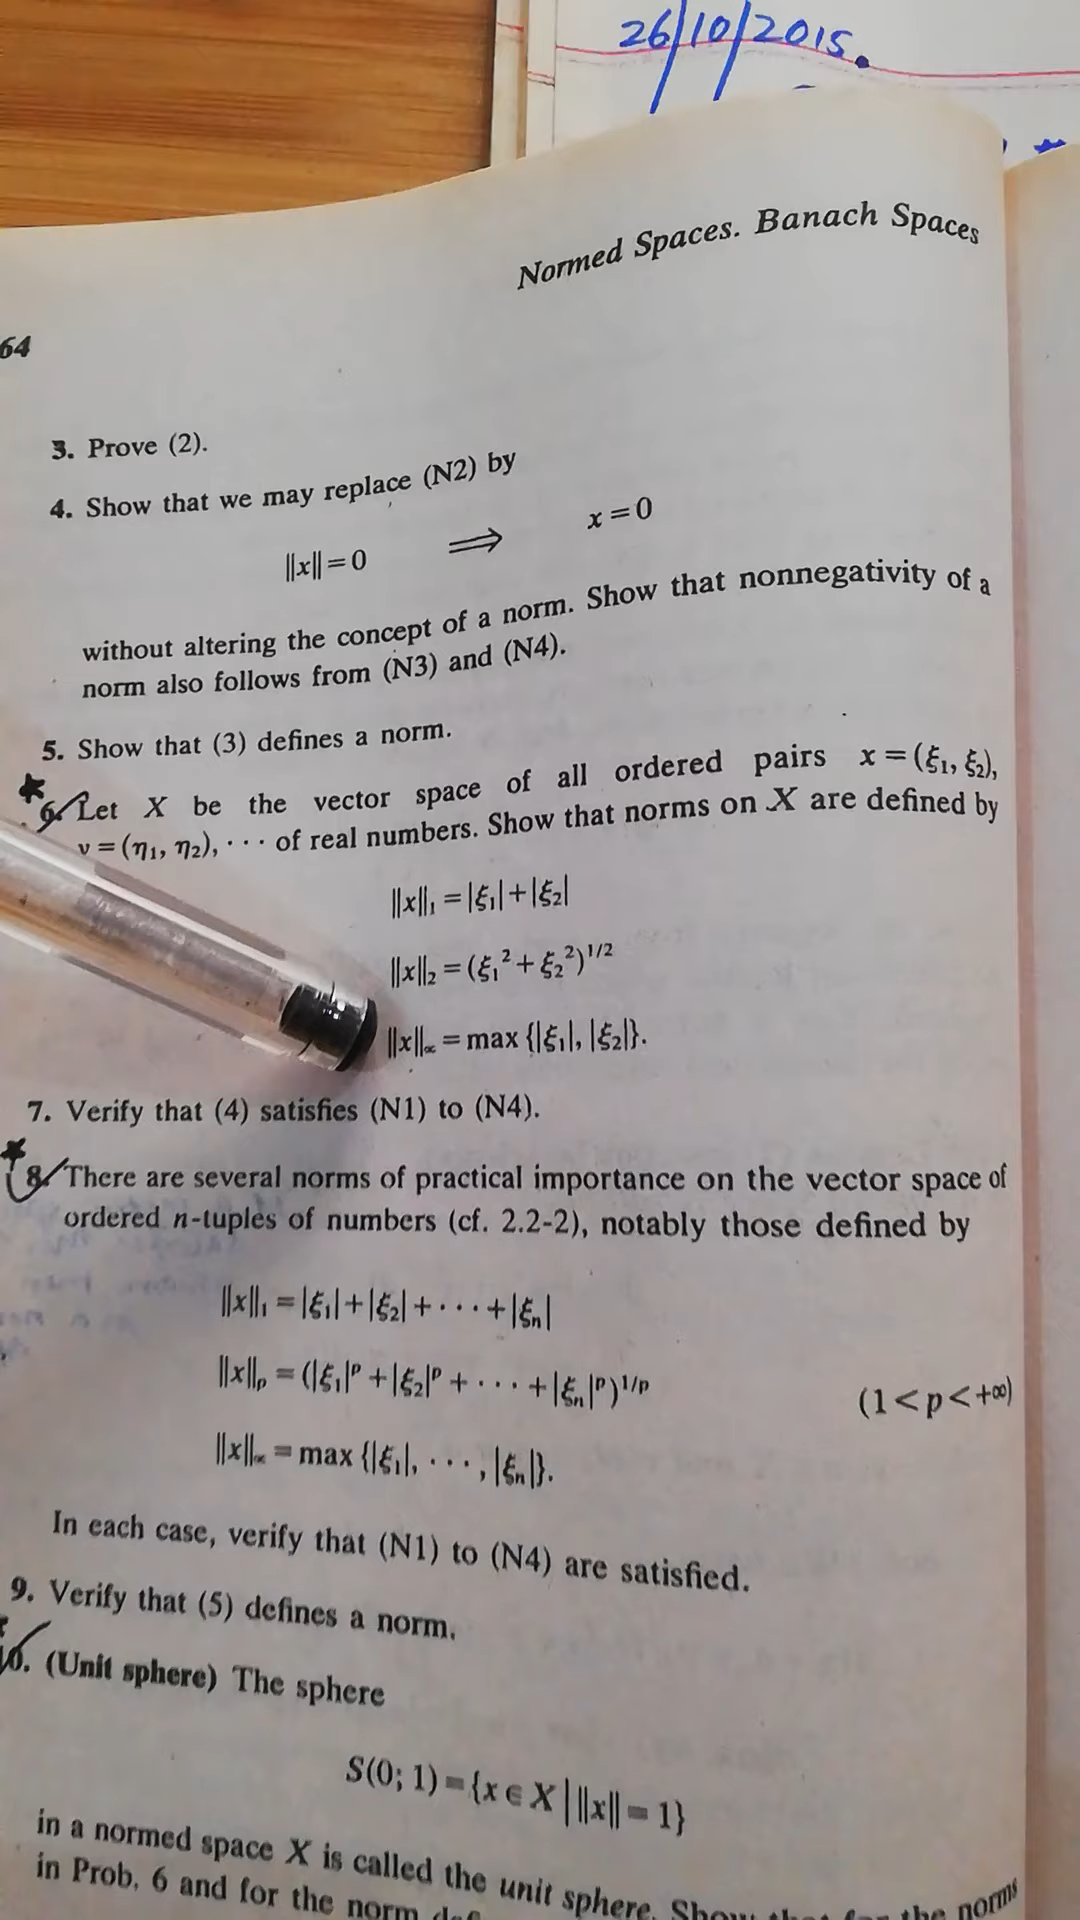 26/10/2015.
Normed Spaces. Banach Spaces
64
3. Prove (2).
4. Show that we may replace (N2) by
||x|| = 0 ⟹ x = 0
without altering the concept of a norm. Show that nonnegativity of a
norm also follows from (N3) and (N4).
5. Show that (3) defines a norm.
6. Let X be the vector space of all ordered pairs x = (ξ₁, ξ₂),
y = (η₁, η₂), ··· of real numbers. Show that norms on X are defined by
||x||₁ = |ξ₁| + |ξ₂|
||x||₂ = (ξ₁² + ξ₂²)^1/2
||x||∞ = max {|ξ₁|, |ξ₂|}.
7. Verify that (4) satisfies (N1) to (N4).
8. There are several norms of practical importance on the vector space of
ordered n-tuples of numbers (cf. 2.2-2), notably those defined by
||x||₁ = |ξ₁| + |ξ₂| + ··· + |ξₙ|
||x||ₚ = (|ξ₁|^p + |ξ₂|^p + ··· + |ξₙ|^p)^1/p (1 < p < +∞)
||x||∞ = max {|ξ₁|, ···, |ξₙ|}.
In each case, verify that (N1) to (N4) are satisfied.
9. Verify that (5) defines a norm.
10. (Unit sphere) The sphere
S(0; 1) = {x ∈ X | ||x|| = 1}
in a normed space X is called the unit sphere. Show that for the norms
in Prob. 6 and for the norm